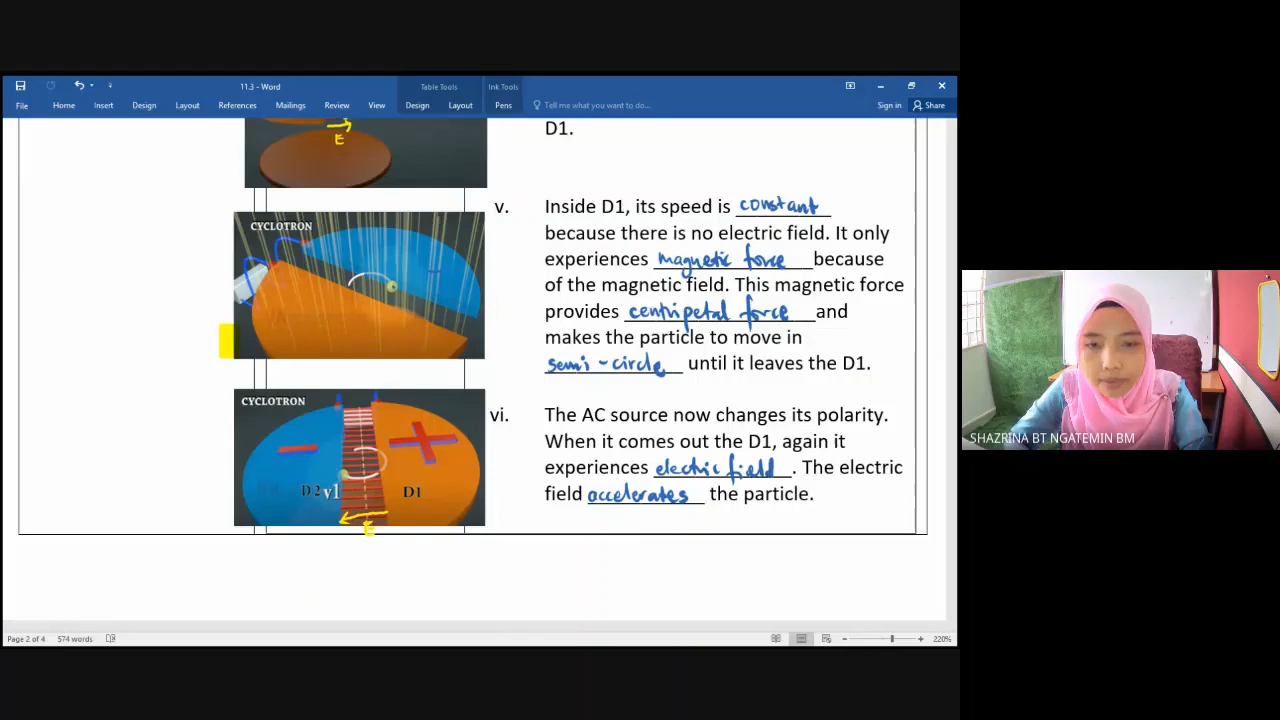 11.3 - Word
Table Tools
Ink Tools
File Home Insert Design Layout References Mailings Review View Design Layout Pens Tell me what you want to do... Sign in Share
E
D1.
CYCLOTRON
v. Inside D1, its speed is constant
because there is no electric field. It only
experiences magnetic force because
of the magnetic field. This magnetic force
provides centripetal force and
makes the particle to move in
semi-circle until it leaves the D1.
CYCLOTRON
D2 v1 D1
E
vi. The AC source now changes its polarity.
When it comes out the D1, again it
experiences electric field. The electric
field accelerates the particle.
SHAZRINA BT NGATEMIN BM
Page 2 of 4 574 words 220%